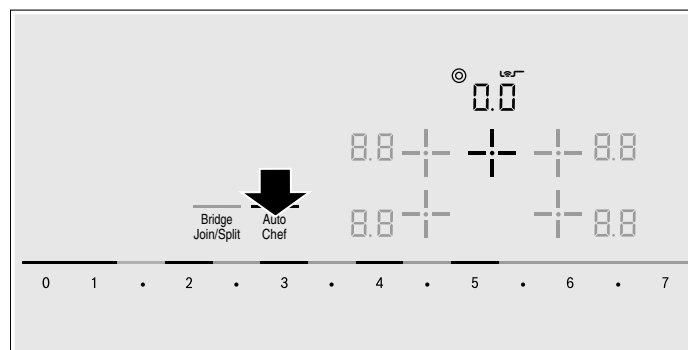 0.0
8.8 8.8
Bridge Auto
Join/Split Chef
8.8 8.8
0 1 • 2 • 3 • 4 • 5 • 6 • 7